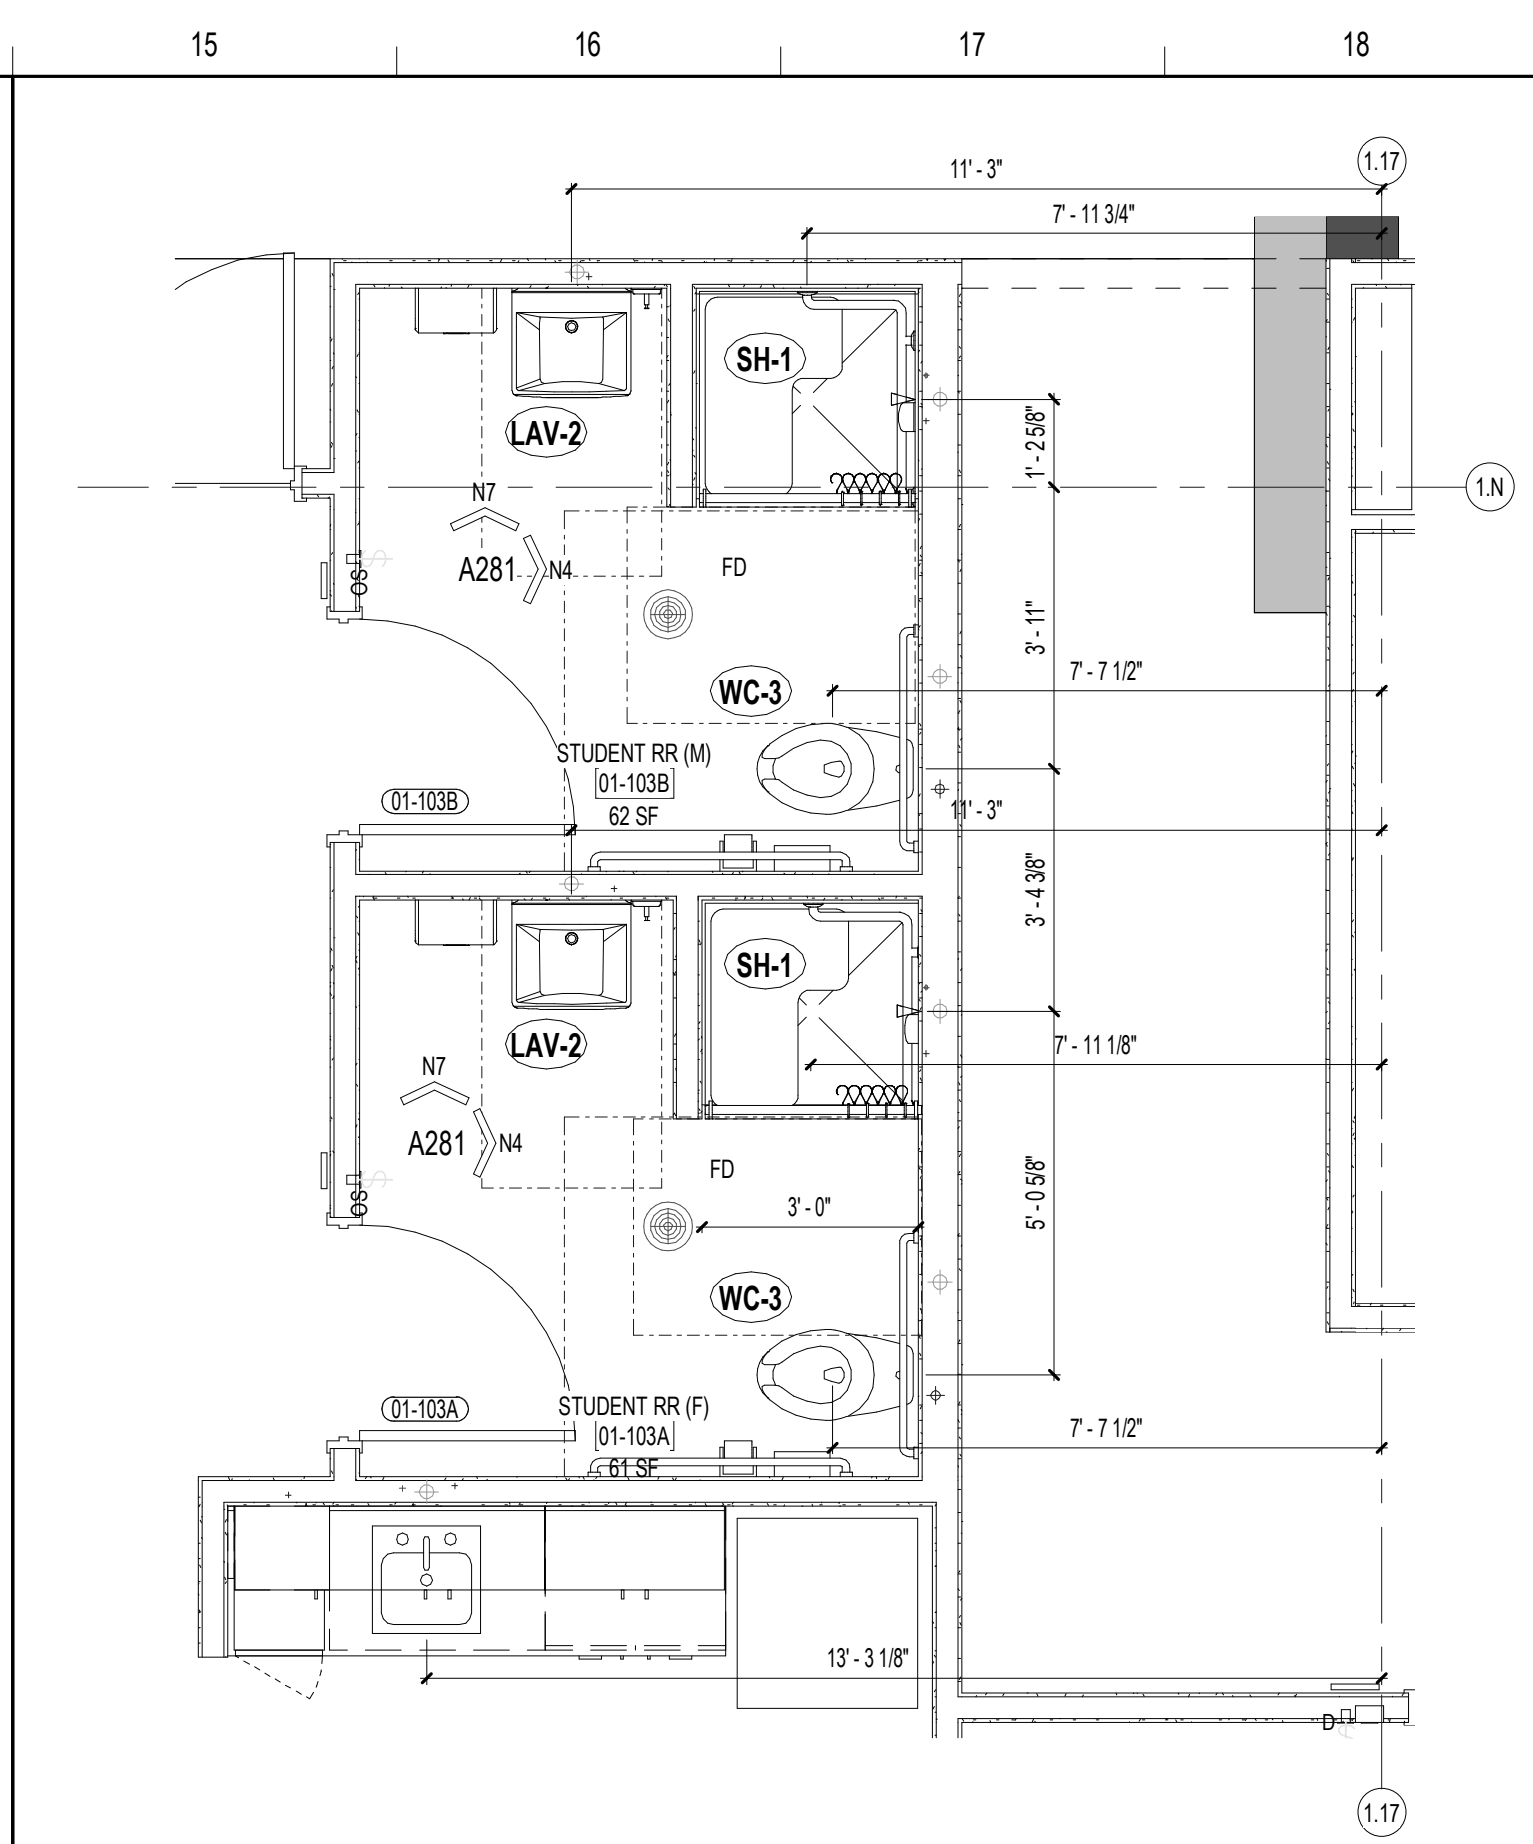 15
16
17
18
1.17
11' - 3"
7' - 11 3/4"
SH-1
LAV-2
1' - 2 5/8"
1.N
N7
A281
N4
FD
OS
$
3' - 11"
7' - 7 1/2"
WC-3
STUDENT RR (M)
01-103B
62 SF
01-103B
11' - 3"
3' - 4 3/8"
SH-1
LAV-2
7' - 11 1/8"
N7
A281
N4
FD
OS
$
3' - 0"
5' - 0 5/8"
WC-3
STUDENT RR (F)
01-103A
61 SF
01-103A
7' - 7 1/2"
13' - 3 1/8"
D
1.17